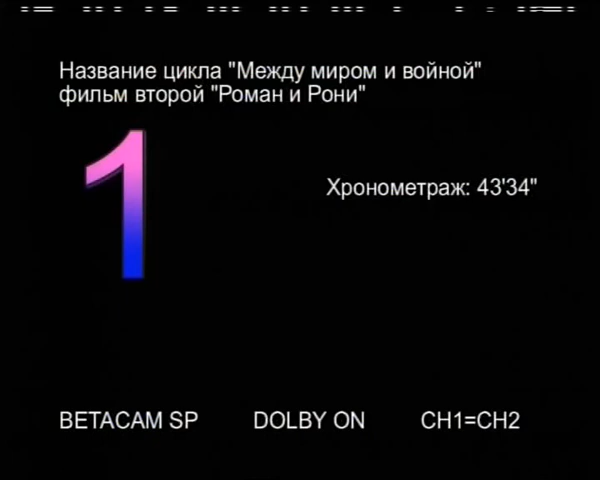 Название цикла "Между миром и войной"
фильм второй "Роман и Рони"
1
Хронометраж: 43'34"
BETACAM SP DOLBY ON CH1=CH2